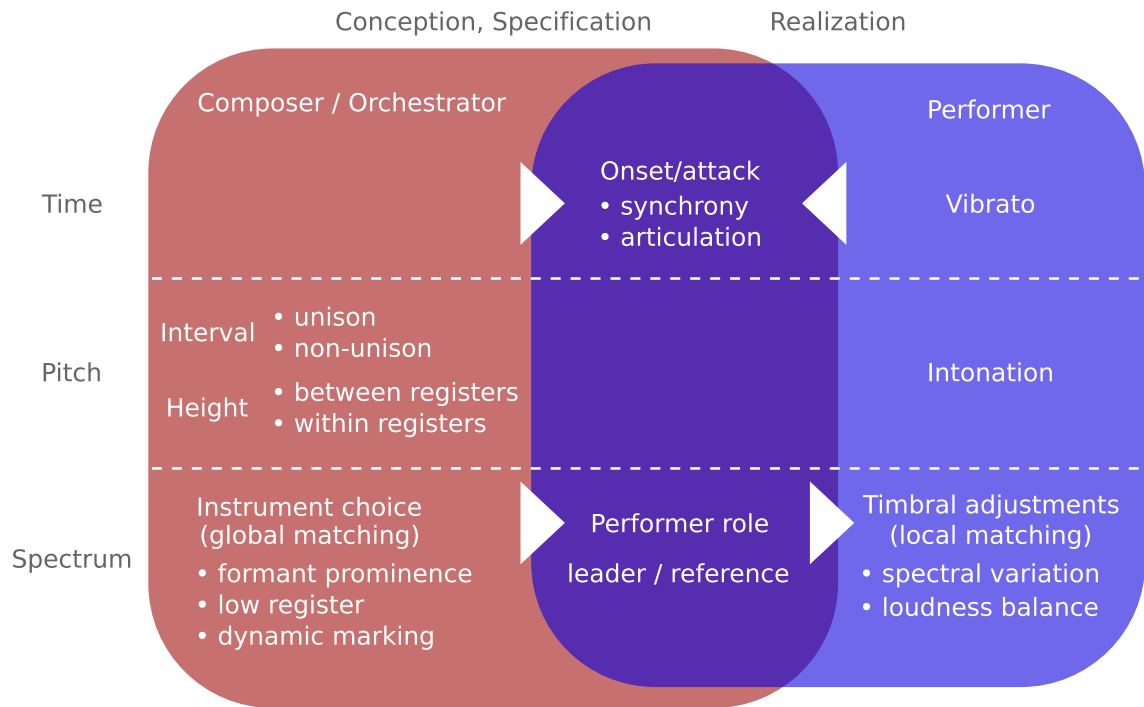 Conception, Specification
Realization
Composer / Orchestrator
Performer
Time
Onset/attack
• synchrony
• articulation
Vibrato
Pitch
Interval
• unison
• non-unison
Height
• between registers
• within registers
Intonation
Spectrum
Instrument choice
(global matching)
• formant prominence
• low register
• dynamic marking
Performer role
leader / reference
Timbral adjustments
(local matching)
• spectral variation
• loudness balance